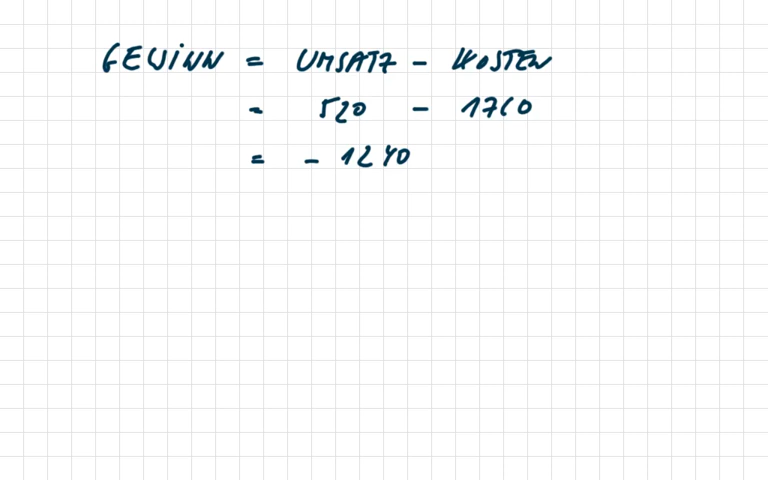 GEWiNN = UMSATZ - KOSTEN
= 520 - 1760
= - 1240